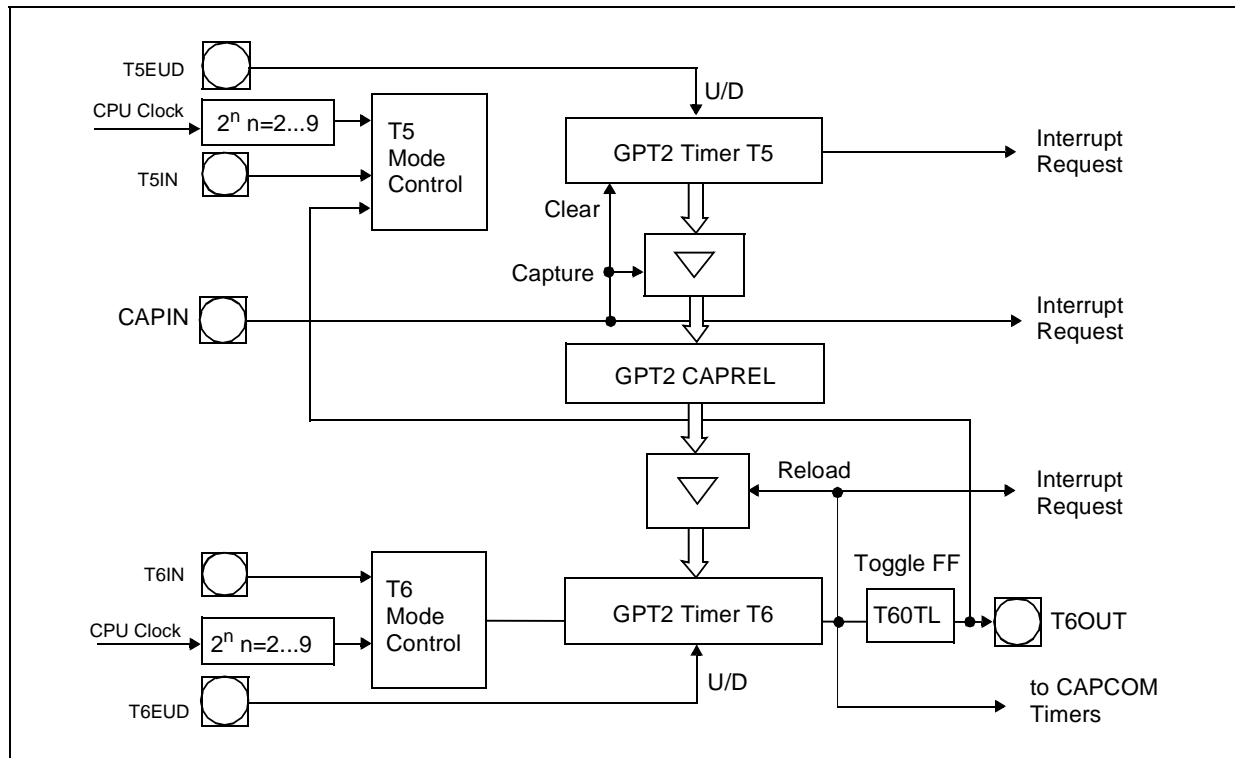 T5EUD
U/D
CPU Clock
2^n n=2...9
T5
Mode
Control
GPT2 Timer T5
Interrupt
Request
T5IN
Clear
Capture
CAPIN
Interrupt
Request
GPT2 CAPREL
Reload
Interrupt
Request
T6IN
Toggle FF
T6
Mode
Control
GPT2 Timer T6
T60TL
T6OUT
CPU Clock
2^n n=2...9
U/D
T6EUD
to CAPCOM
Timers